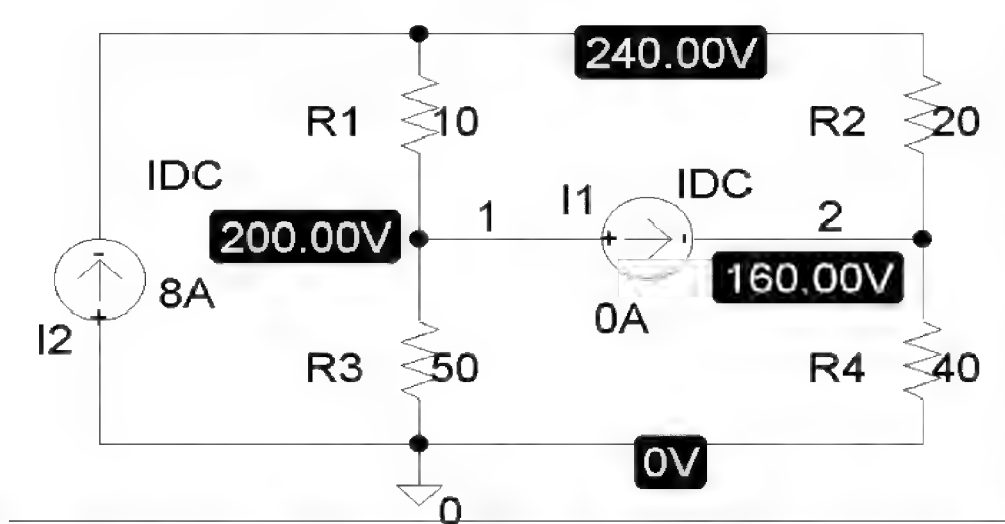 240.00V
R1 10
R2 20
IDC
I1
IDC
200.00V
1
2
8A
160.00V
I2
0A
R3 50
R4 40
0V
0